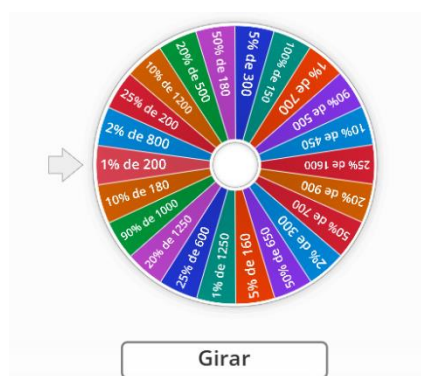 5% de 300
100% de 150
1% de 700
90% de 500
10% de 450
25% de 1600
20% de 900
50% de 700
2% de 300
50% de 650
5% de 160
1% de 1250
25% de 600
20% de 1250
90% de 1000
10% de 180
1% de 200
2% de 800
25% de 200
10% de 1200
20% de 500
50% de 180
Girar